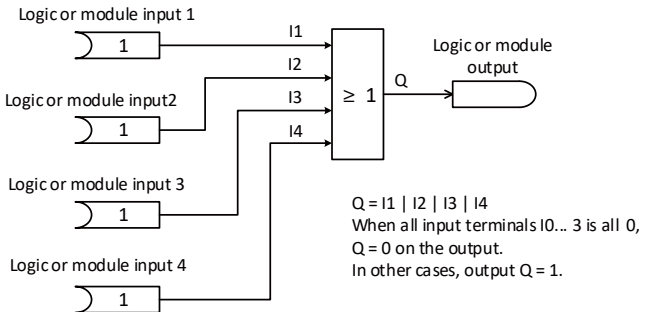 Logic or module input 1
1
I1
Logic or module input2
1
I2
Logic or module input 3
1
I3
Logic or module input 4
1
I4
≥ 1
Q
Logic or module
output
Q = I1 | I2 | I3 | I4
When all input terminals I0... 3 is all 0,
Q = 0 on the output.
In other cases, output Q = 1.